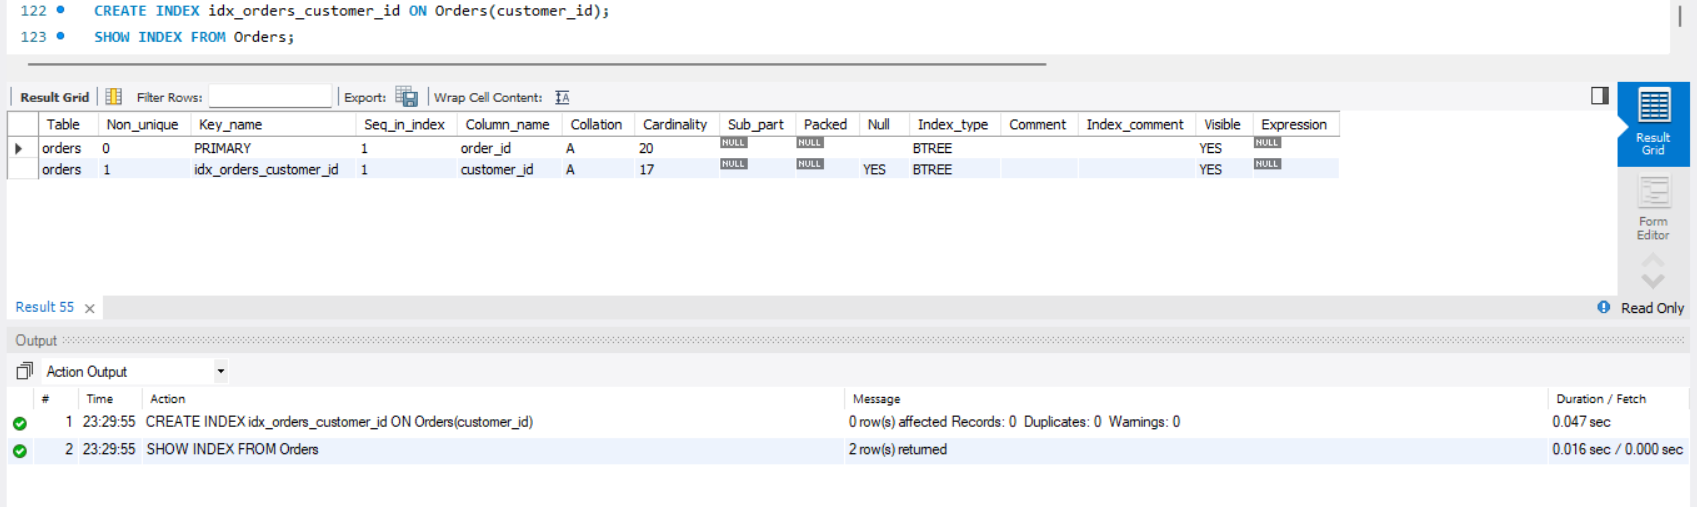 122 CREATE INDEX idx_orders_customer_id ON Orders(customer_id);
123 SHOW INDEX FROM Orders;
Result Grid Filter Rows: Export: Wrap Cell Content: IA
Table Non_unique Key_name Seq_in_index Column_name Collation Cardinality Sub_part Packed Null Index_type Comment Index_comment Visible Expression
orders 0 PRIMARY 1 order_id A 20 NULL NULL BTREE YES NULL
orders 1 idx_orders_customer_id 1 customer_id A 17 NULL NULL YES BTREE YES NULL
Result
Grid
Form
Editor
Result 55 Read Only
Output
Action Output
# Time Action Message Duration / Fetch
1 23:29:55 CREATE INDEX idx_orders_customer_id ON Orders(customer_id) 0 row(s) affected Records: 0 Duplicates: 0 Warnings: 0 0.047 sec
2 23:29:55 SHOW INDEX FROM Orders 2 row(s) returned 0.016 sec / 0.000 sec